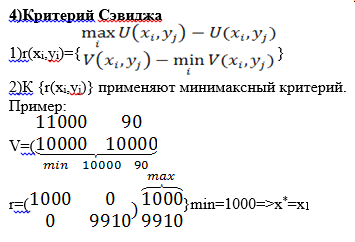 4)Критерий Сэвиджа
max U(xᵢ,yⱼ) − U(xᵢ,yⱼ)
i
1)r(xᵢ,yⱼ)={V(xᵢ,yⱼ) − min V(xᵢ,yⱼ)}
i
2)К {r(xᵢ,yⱼ)} применяют минимаксный критерий.
Пример:
11000 90
V=(10000 10000
min 10000 90
max
r=(1000 0 )1000}min=1000=>x*=x₁
0 9910 9910